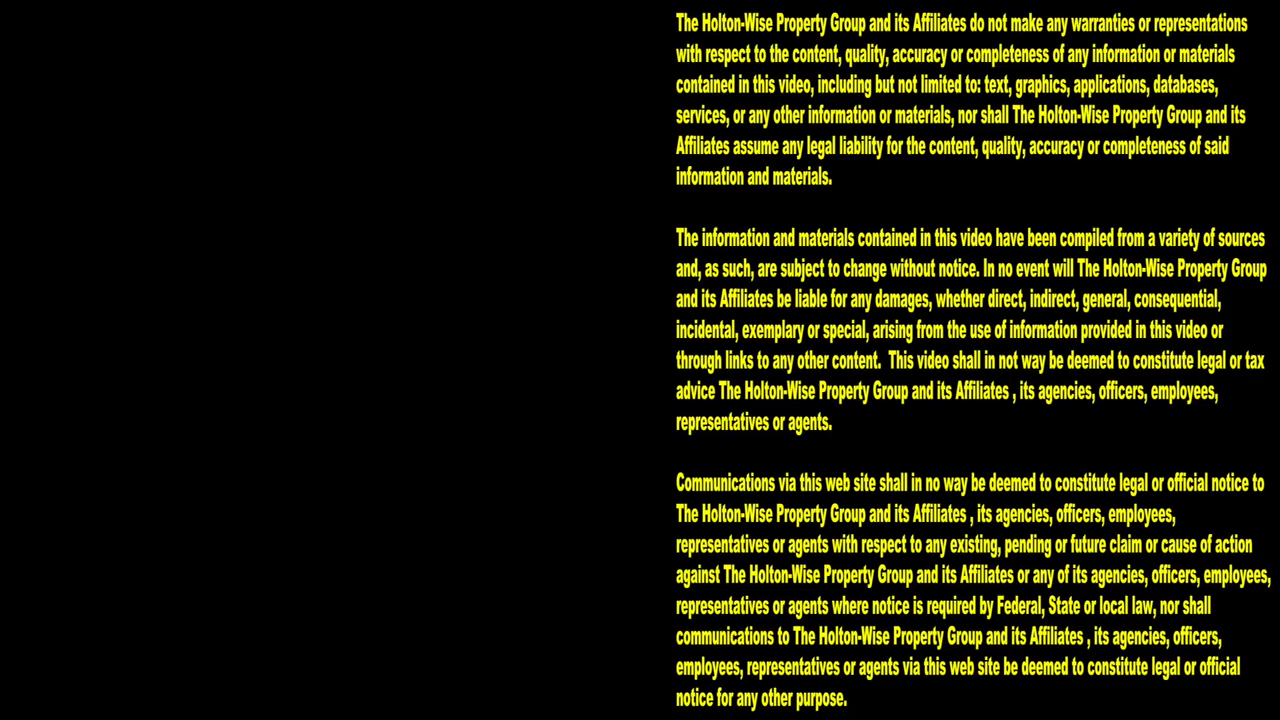 The Holton-Wise Property Group and its Affiliates do not make any warranties or representations
with respect to the content, quality, accuracy or completeness of any information or materials
contained in this video, including but not limited to: text, graphics, applications, databases,
services, or any other information or materials, nor shall The Holton-Wise Property Group and its
Affiliates assume any legal liability for the content, quality, accuracy or completeness of said
information and materials.
The information and materials contained in this video have been compiled from a variety of sources
and, as such, are subject to change without notice. In no event will The Holton-Wise Property Group
and its Affiliates be liable for any damages, whether direct, indirect, general, consequential,
incidental, exemplary or special, arising from the use of information provided in this video or
through links to any other content.  This video shall in not way be deemed to constitute legal or tax
advice The Holton-Wise Property Group and its Affiliates , its agencies, officers, employees,
representatives or agents.
Communications via this web site shall in no way be deemed to constitute legal or official notice to
The Holton-Wise Property Group and its Affiliates , its agencies, officers, employees,
representatives or agents with respect to any existing, pending or future claim or cause of action
against The Holton-Wise Property Group and its Affiliates or any of its agencies, officers, employees,
representatives or agents where notice is required by Federal, State or local law, nor shall
communications to The Holton-Wise Property Group and its Affiliates , its agencies, officers,
employees, representatives or agents via this web site be deemed to constitute legal or official
notice for any other purpose.